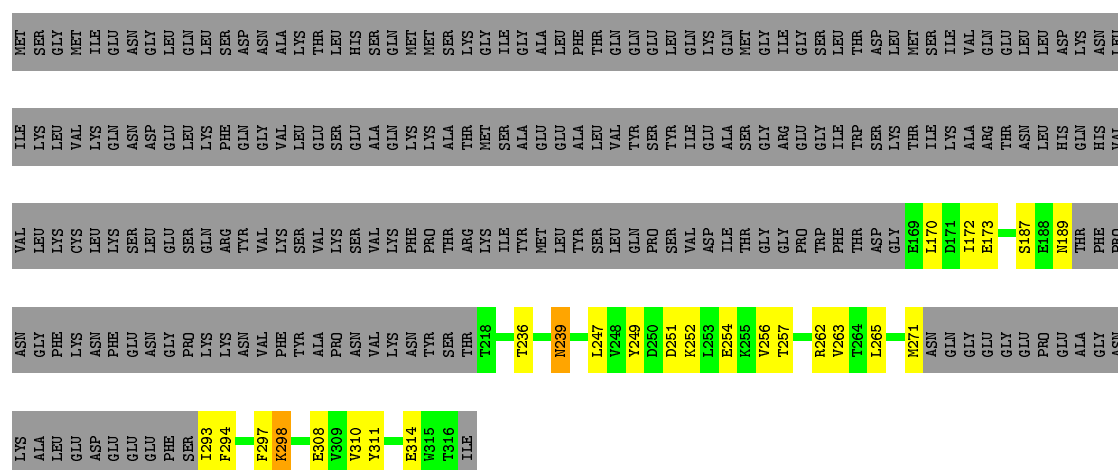 MET SER GLY MET ILE GLU ASN GLY LEU GLN LEU SER ASP ASN ALA LYS THR LEU HIS SER GLN MET MET SER LYS GLY ILE GLY ALA LEU PHE THR GLN GLN GLU LEU GLN LYS GLN MET GLY ILE GLY SER LEU THR ASP LEU MET SER ILE VAL GLN GLU LEU LEU ASP LYS ASN LEU
ILE LYS LEU VAL LYS GLN ASN ASP GLU LEU LYS PHE GLN GLY VAL LEU GLU SER GLU ALA GLN LYS LYS ALA THR MET SER ALA GLU GLU ALA LEU VAL TYR SER TYR ILE GLU ALA SER GLY ARG GLU GLY ILE TRP SER LYS THR ILE LYS ALA ARG THR ASN LEU HIS GLN HIS VAL
VAL LEU LYS CYS LEU LYS SER LEU GLU SER GLN ARG TYR VAL LYS SER VAL LYS SER VAL LYS PHE PRO THR ARG LYS ILE TYR MET LEU TYR SER LEU GLN PRO SER VAL ASP ILE THR GLY GLY PRO TRP PHE THR ASP GLY E169 L170 D171 I172 E173 S187 E188 N189 THR PHE PRO
ASN GLY PHE LYS ASN PHE GLU ASN GLY PRO LYS LYS ASN VAL PHE TYR ALA PRO ASN VAL LYS ASN TYR SER THR T218 T236 N239 L247 V248 Y249 D250 D251 K252 L253 E254 K255 V256 T257 R262 V263 T264 L265 M271 ASN GLN GLY GLU GLY GLU PRO GLU ALA GLY ASN
LYS ALA LEU GLU ASP GLU GLU GLU PHE SER I293 F294 F297 K298 E308 V309 V310 Y311 E314 W315 T316 ILE